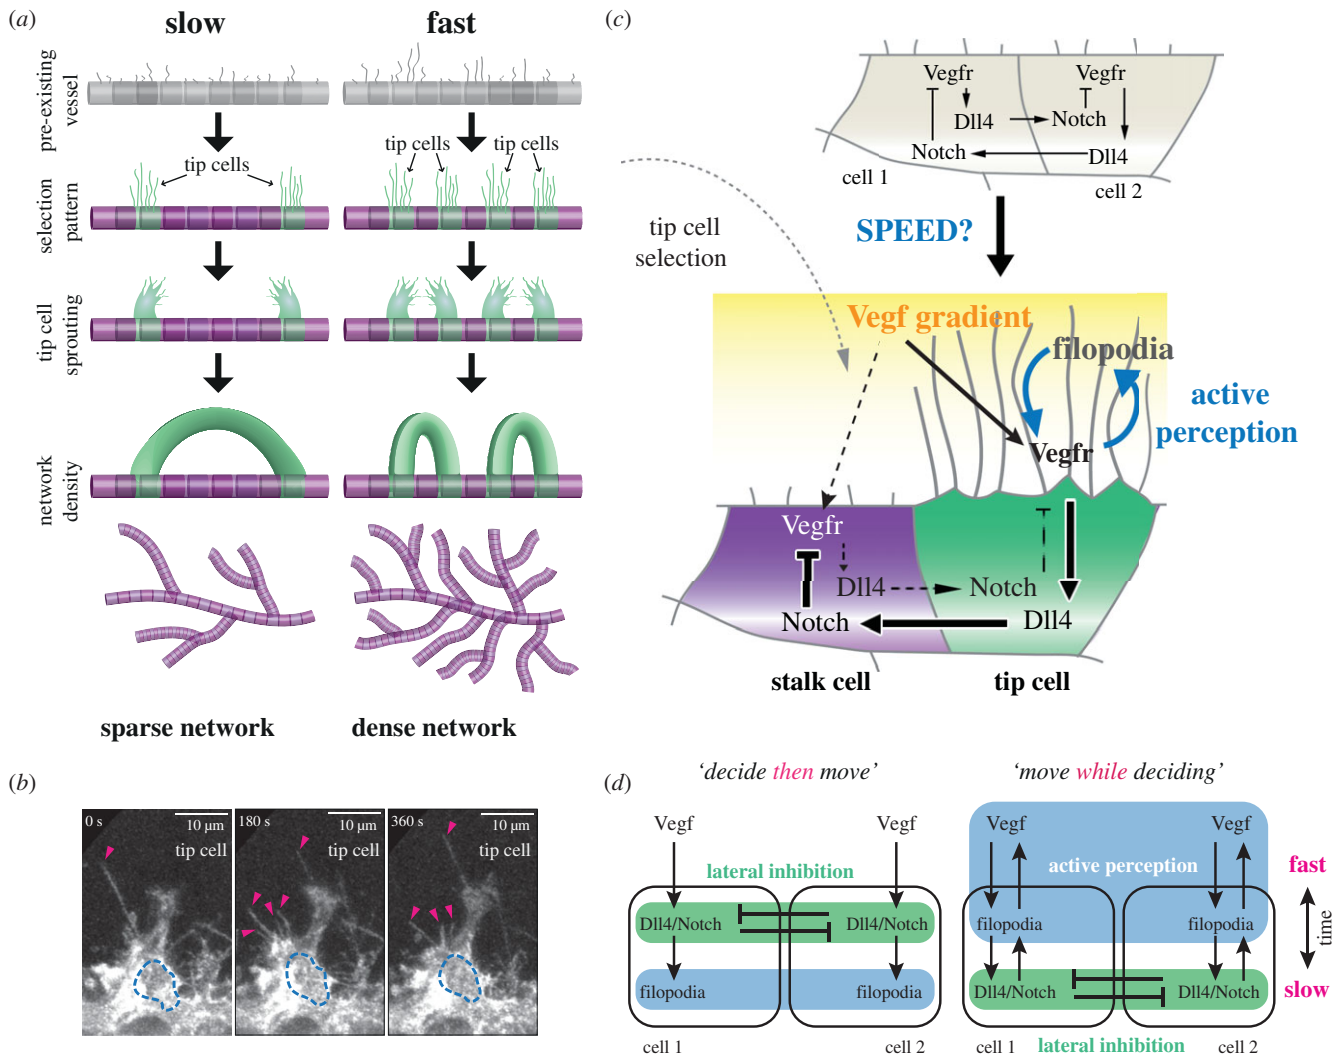 (a)
slow
fast
pre-existing
vessel
tip cells
tip cells
tip cells
selection
pattern
tip cell
sprouting
network
density
sparse network
dense network
(b)
0 s
10 µm
tip cell
180 s
10 µm
tip cell
360 s
10 µm
tip cell
(c)
Vegfr
Vegfr
Dll4
Notch
Notch
Dll4
cell 1
cell 2
SPEED?
tip cell
selection
Vegf gradient
filopodia
active
perception
Vegfr
Vegfr
Dll4
Notch
Notch
Dll4
stalk cell
tip cell
(d)
‘decide then move’
‘move while deciding’
Vegf
Vegf
lateral inhibition
Dll4/Notch
Dll4/Notch
filopodia
filopodia
cell 1
cell 2
Vegf
Vegf
active perception
filopodia
filopodia
Dll4/Notch
Dll4/Notch
cell 1
lateral inhibition
cell 2
fast
time
slow